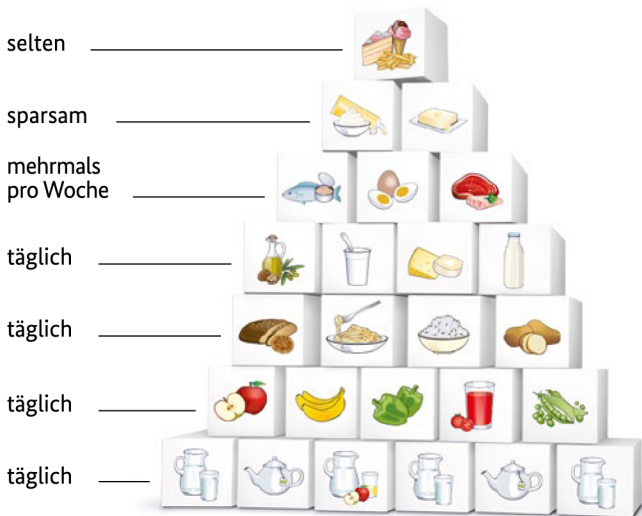 selten
sparsam
mehrmals
pro Woche
täglich
täglich
täglich
täglich